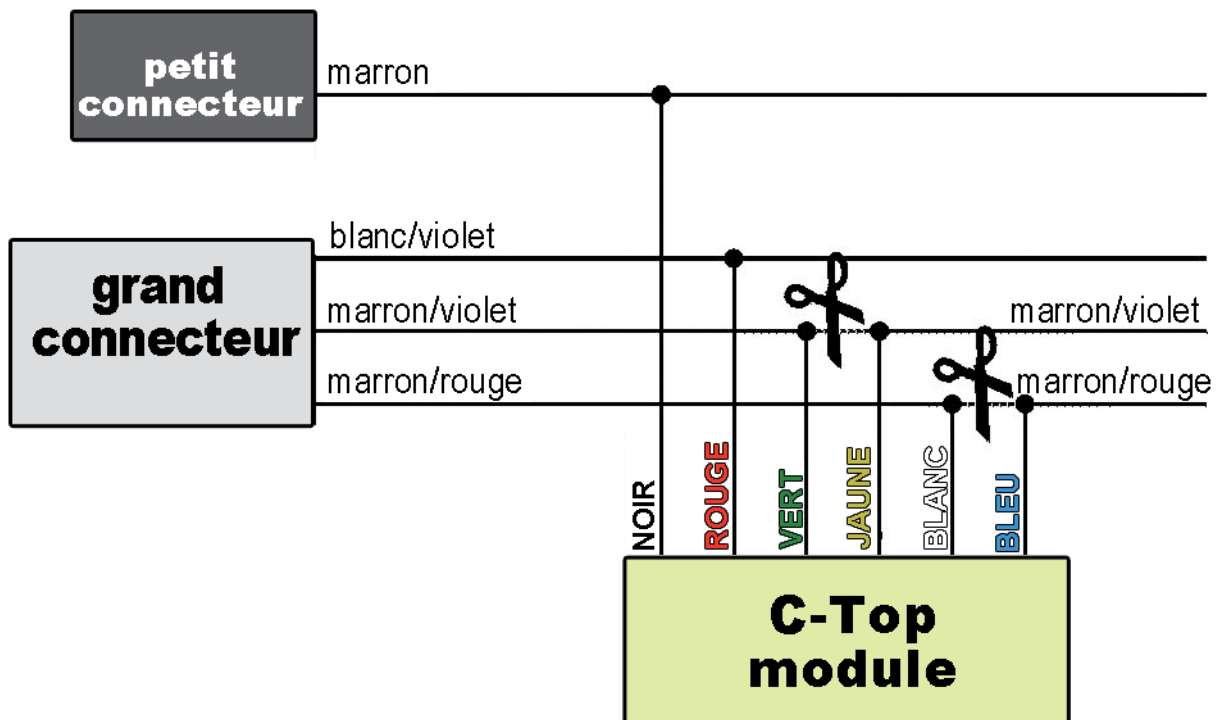 petit
connecteur
marron
blanc/violet
grand
connecteur
marron/violet
marron/violet
marron/rouge
marron/rouge
NOIR
ROUGE
VERT
JAUNE
BLANC
BLEU
C-Top
module